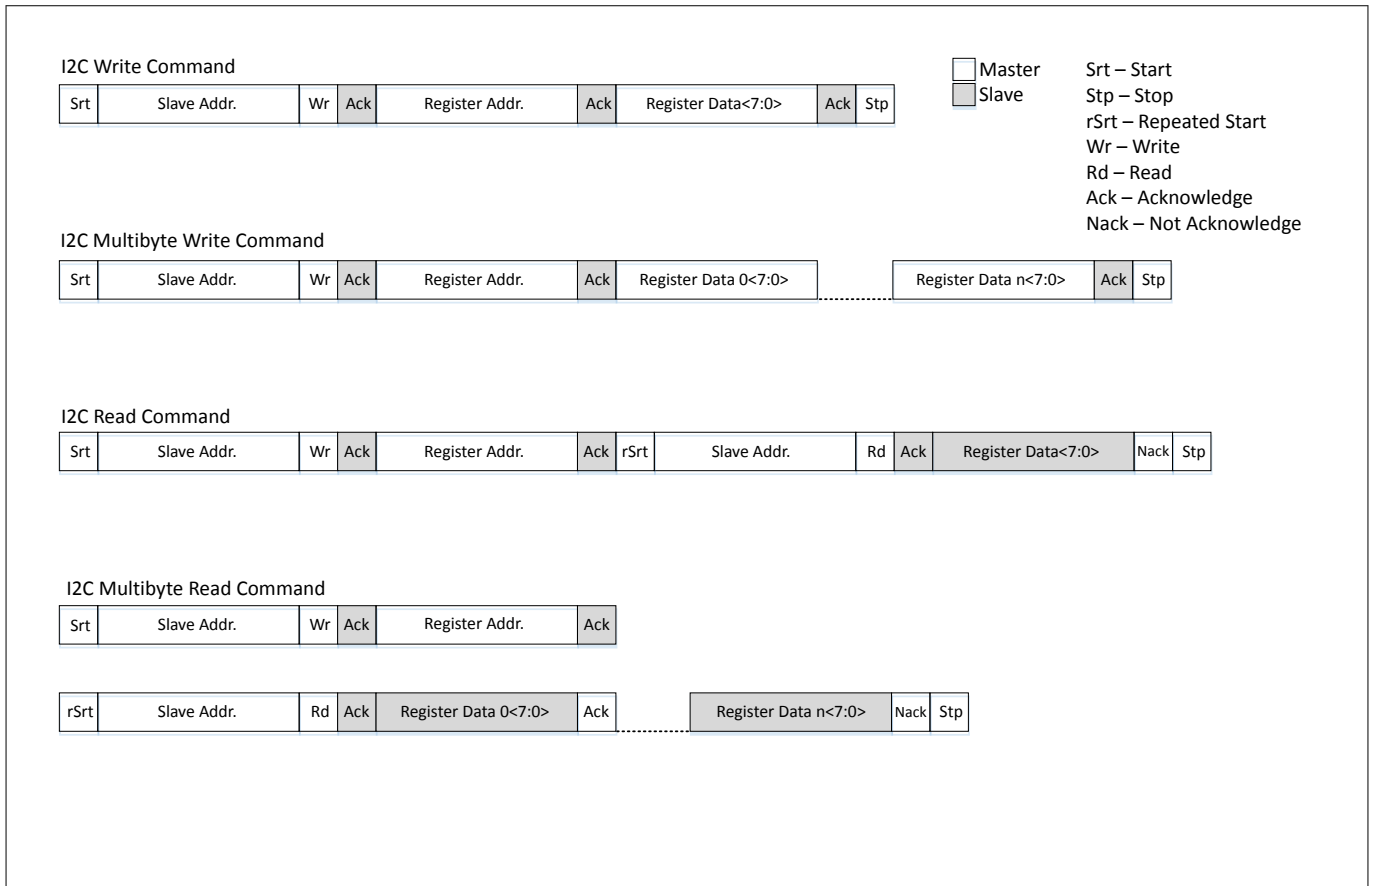 I2C Write Command
Srt Slave Addr. Wr Ack Register Addr. Ack Register Data<7:0> Ack Stp
Master
Slave
Srt – Start
Stp – Stop
rSrt – Repeated Start
Wr – Write
Rd – Read
Ack – Acknowledge
Nack – Not Acknowledge
I2C Multibyte Write Command
Srt Slave Addr. Wr Ack Register Addr. Ack Register Data 0<7:0> Register Data n<7:0> Ack Stp
I2C Read Command
Srt Slave Addr. Wr Ack Register Addr. Ack rSrt Slave Addr. Rd Ack Register Data<7:0> Nack Stp
I2C Multibyte Read Command
Srt Slave Addr. Wr Ack Register Addr. Ack
rSrt Slave Addr. Rd Ack Register Data 0<7:0> Ack Register Data n<7:0> Nack Stp